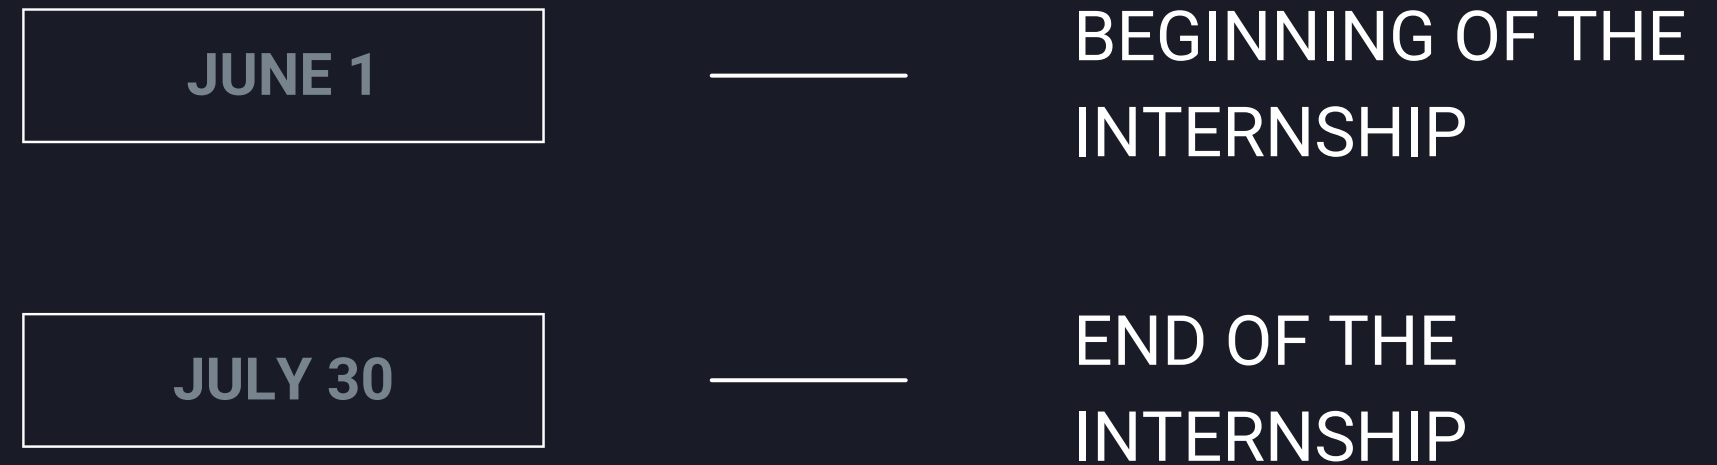 JUNE 1
BEGINNING OF THE
INTERNSHIP
JULY 30
END OF THE
INTERNSHIP